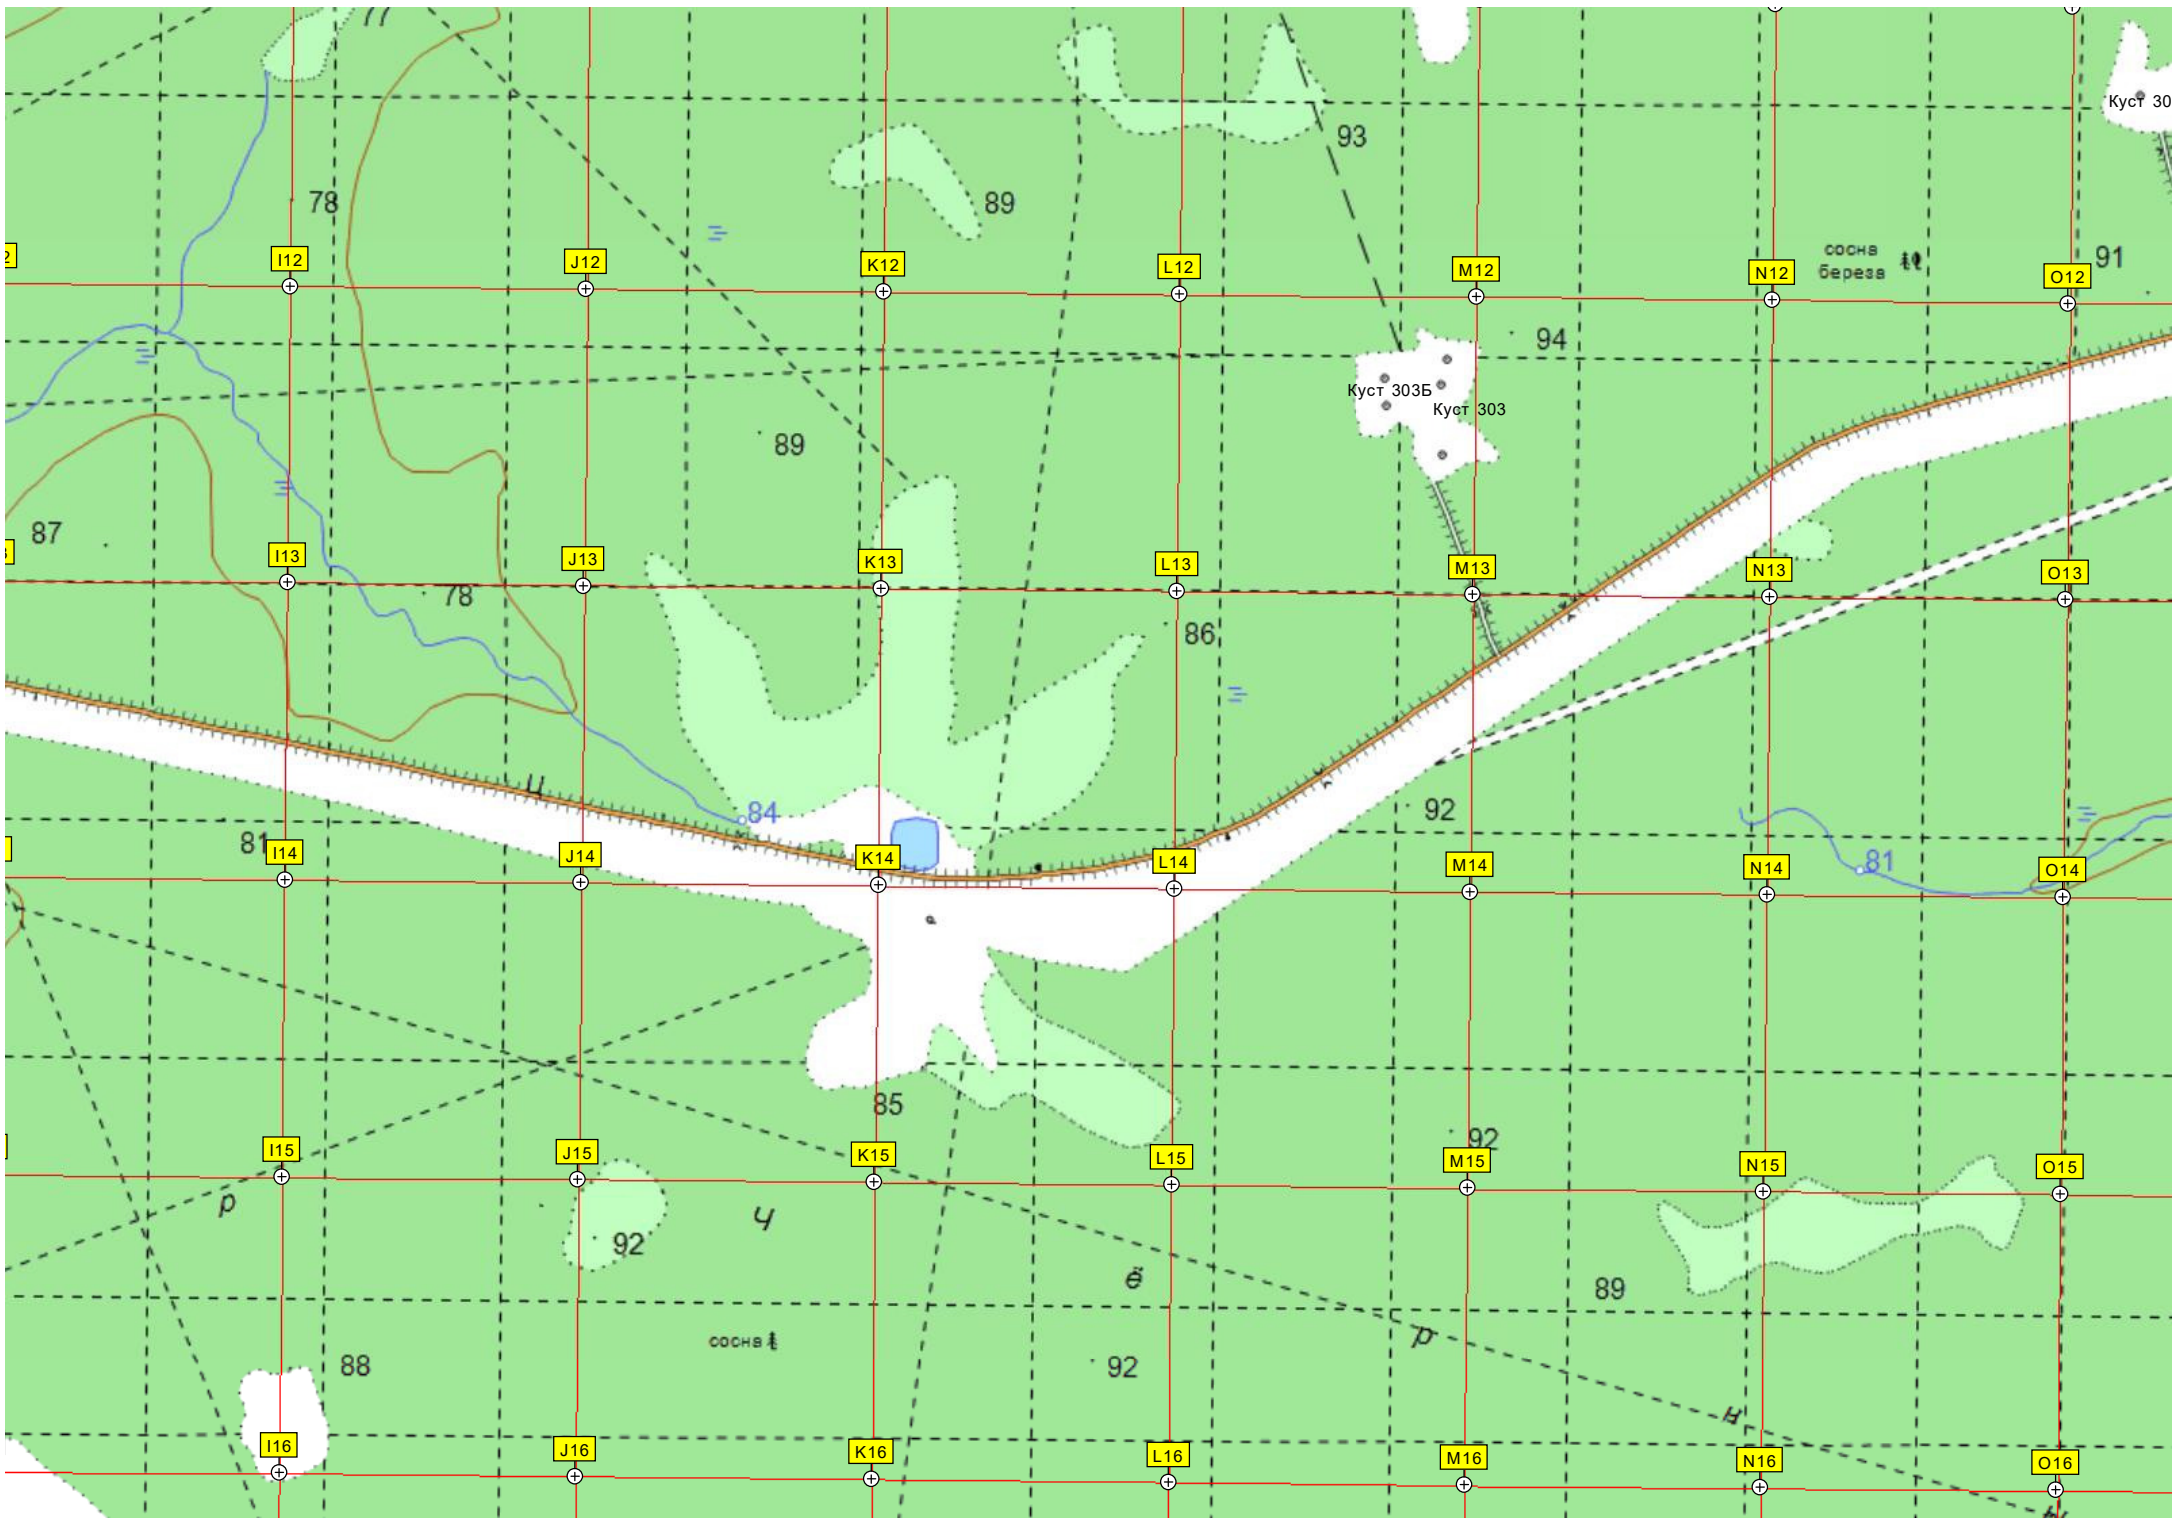 77
93
Куст 30
78
89
I12
J12
K12
L12
M12
N12
сосна
береза
O12
91
94
Куст 303Б
Куст 303
89
87
I13
J13
K13
L13
M13
N13
O13
78
86
ц
84
92
81
I14
J14
K14
L14
M14
N14
81
O14
85
92
I15
J15
K15
L15
M15
N15
O15
р
ч
92
ё
89
р
сосна
88
92
н
I16
J16
K16
L16
M16
N16
O16